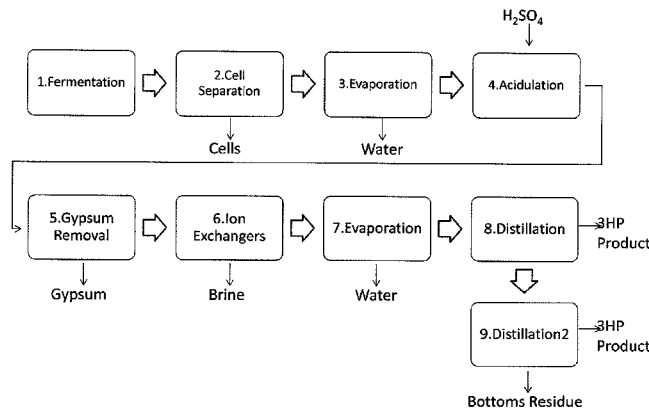 H₂SO₄
1.Fermentation
2.Cell
Separation
3.Evaporation
4.Acidulation
Cells
Water
5.Gypsum
Removal
6.Ion
Exchangers
7.Evaporation
8.Distillation
3HP
Product
Gypsum
Brine
Water
9.Distillation2
3HP
Product
Bottoms Residue